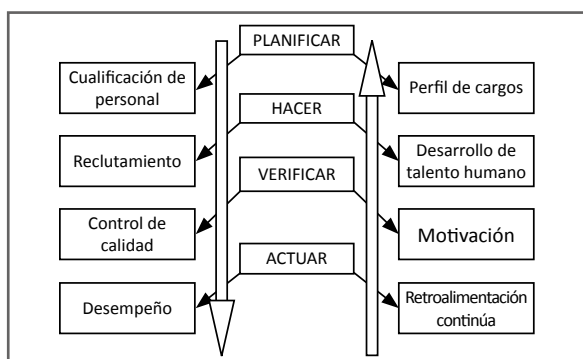 PLANIFICAR
Cualificación de
personal
Perfil de cargos
HACER
Reclutamiento
Desarrollo de
talento humano
VERIFICAR
Control de
calidad
Motivación
ACTUAR
Desempeño
Retroalimentación
continúa